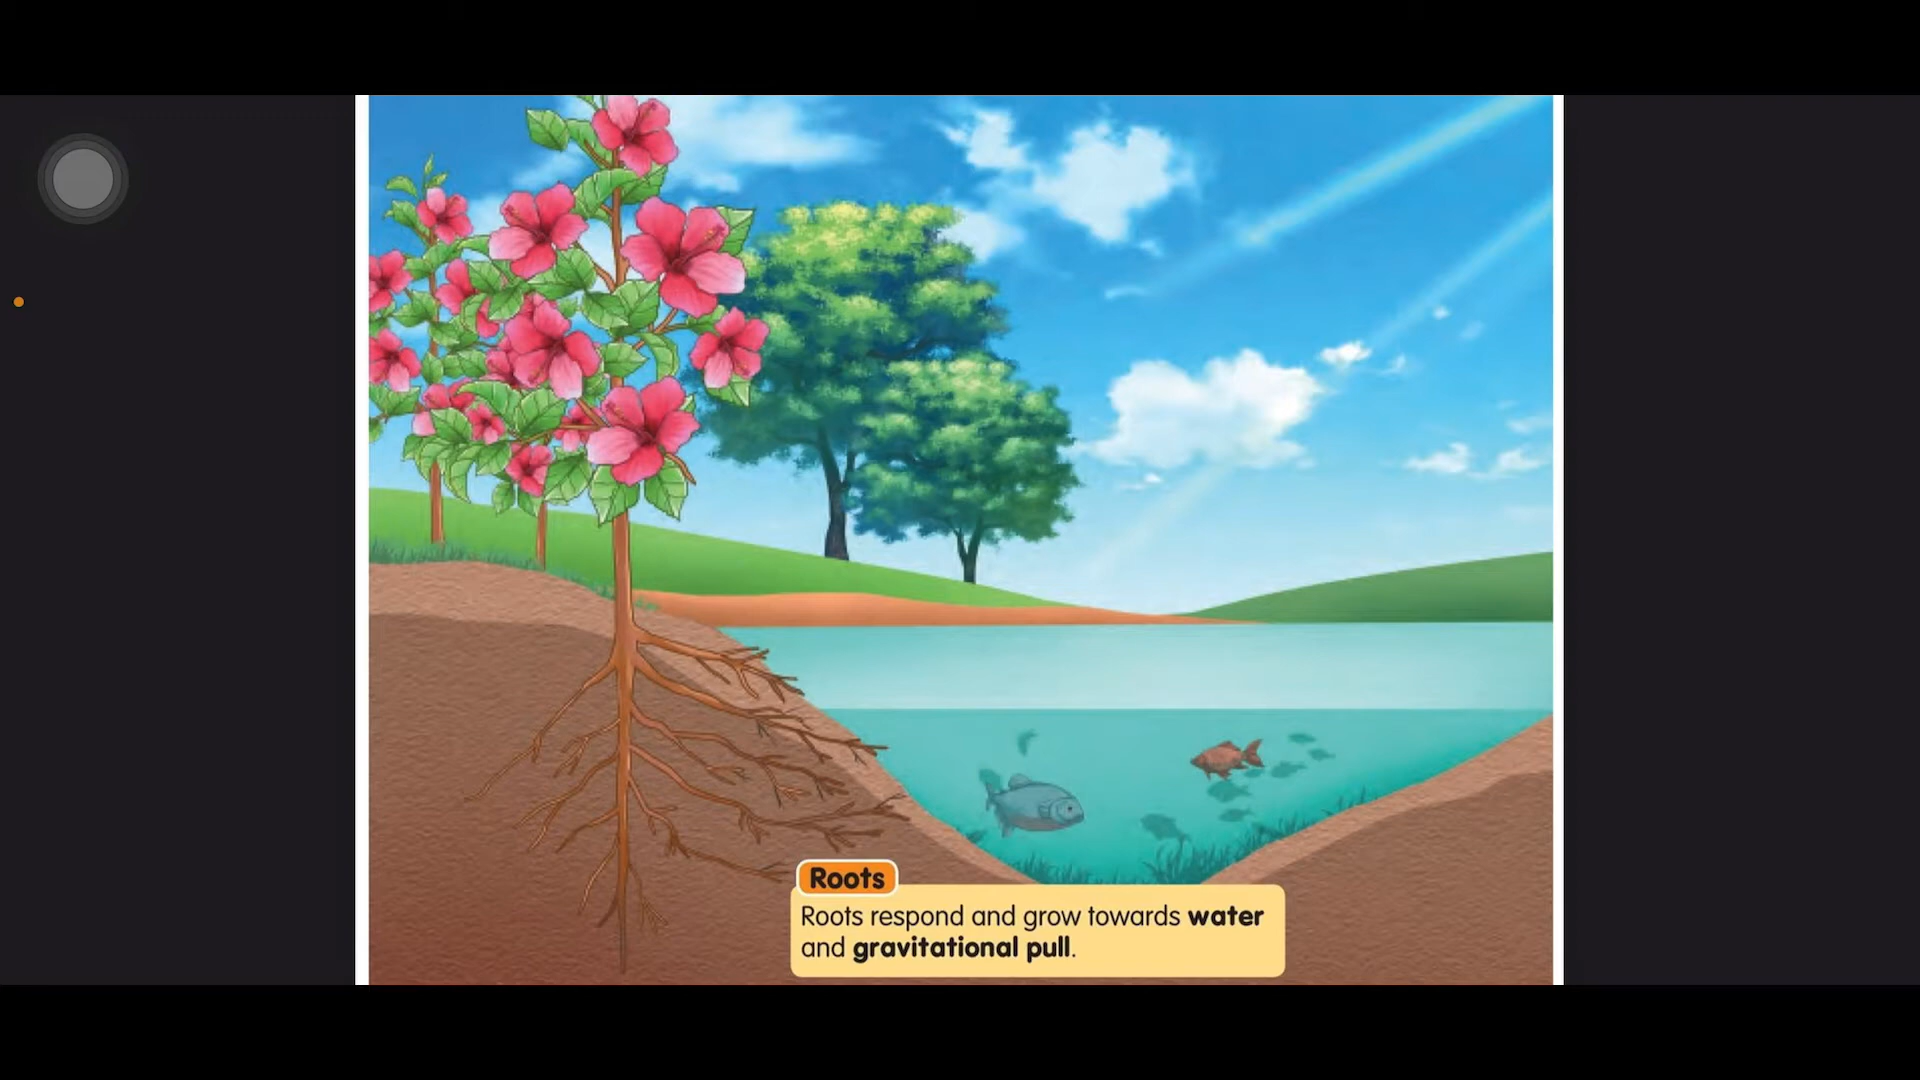 Roots
Roots respond and grow towards water
and gravitational pull.